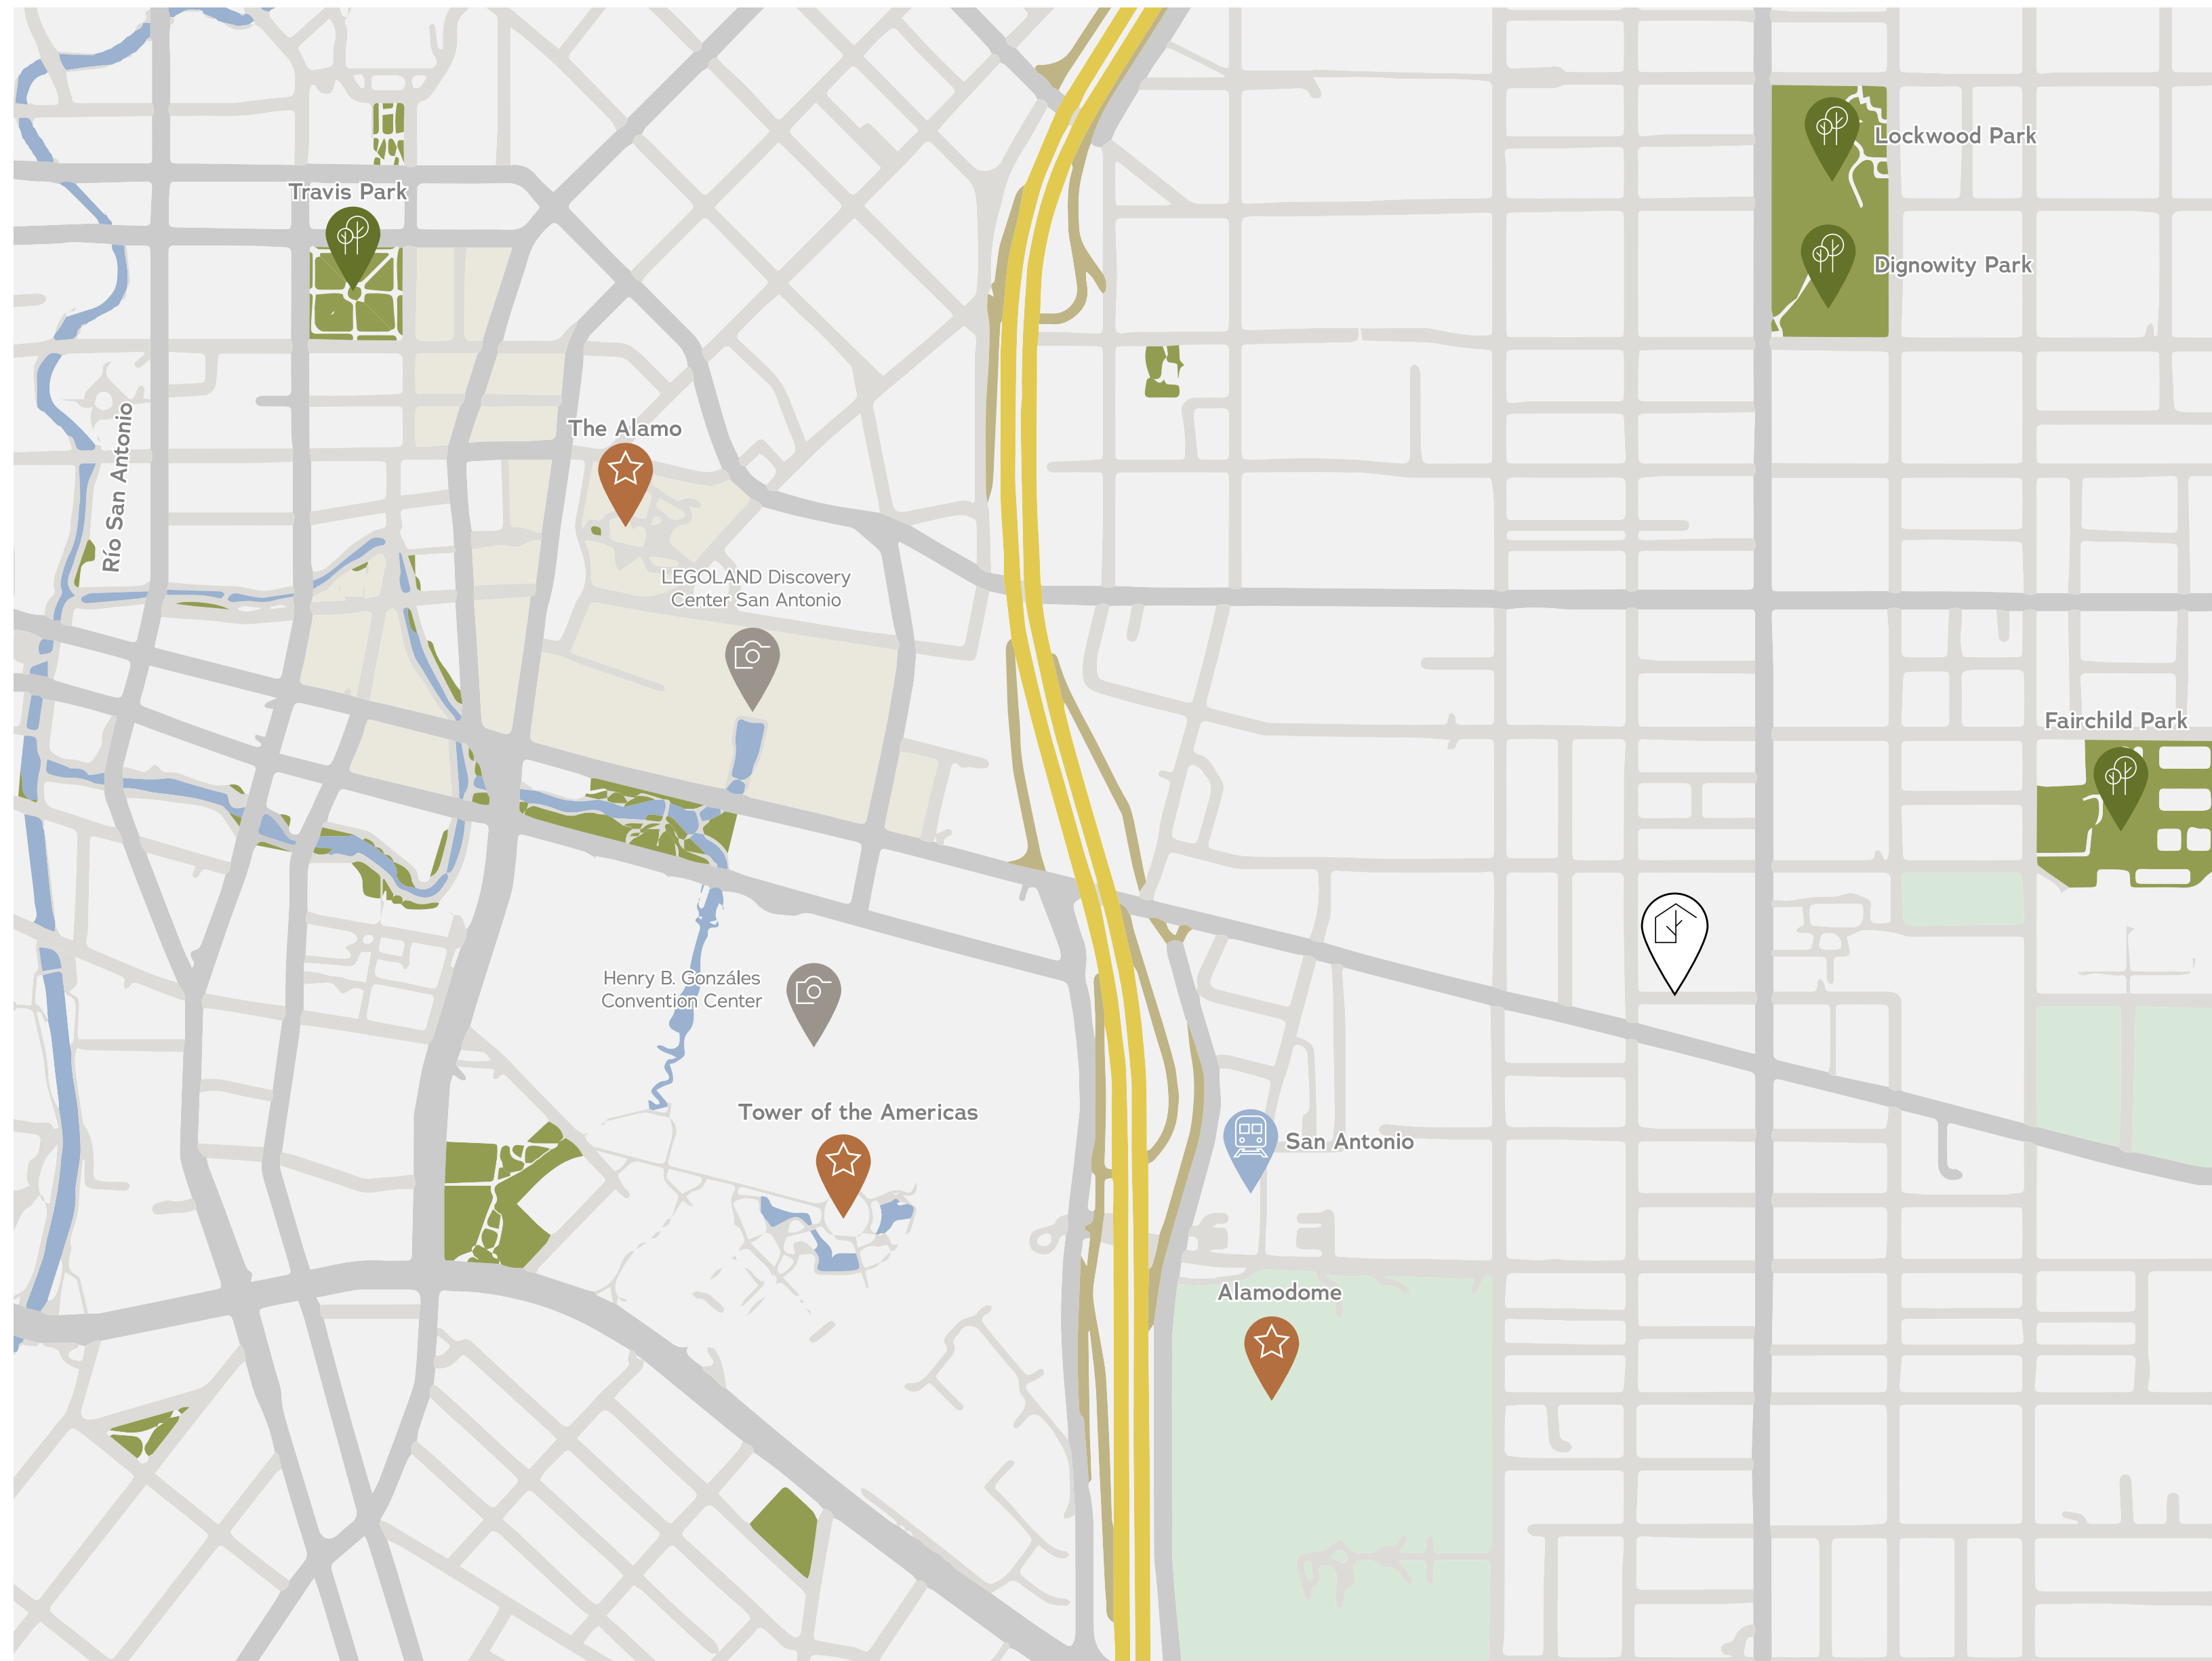 Lockwood Park
Travis Park
Dignowity Park
The Alamo
Río San Antonio
LEGOLAND Discovery
Center San Antonio
Fairchild Park
Henry B. Gonzáles
Convention Center
Tower of the Americas
San Antonio
Alamodome